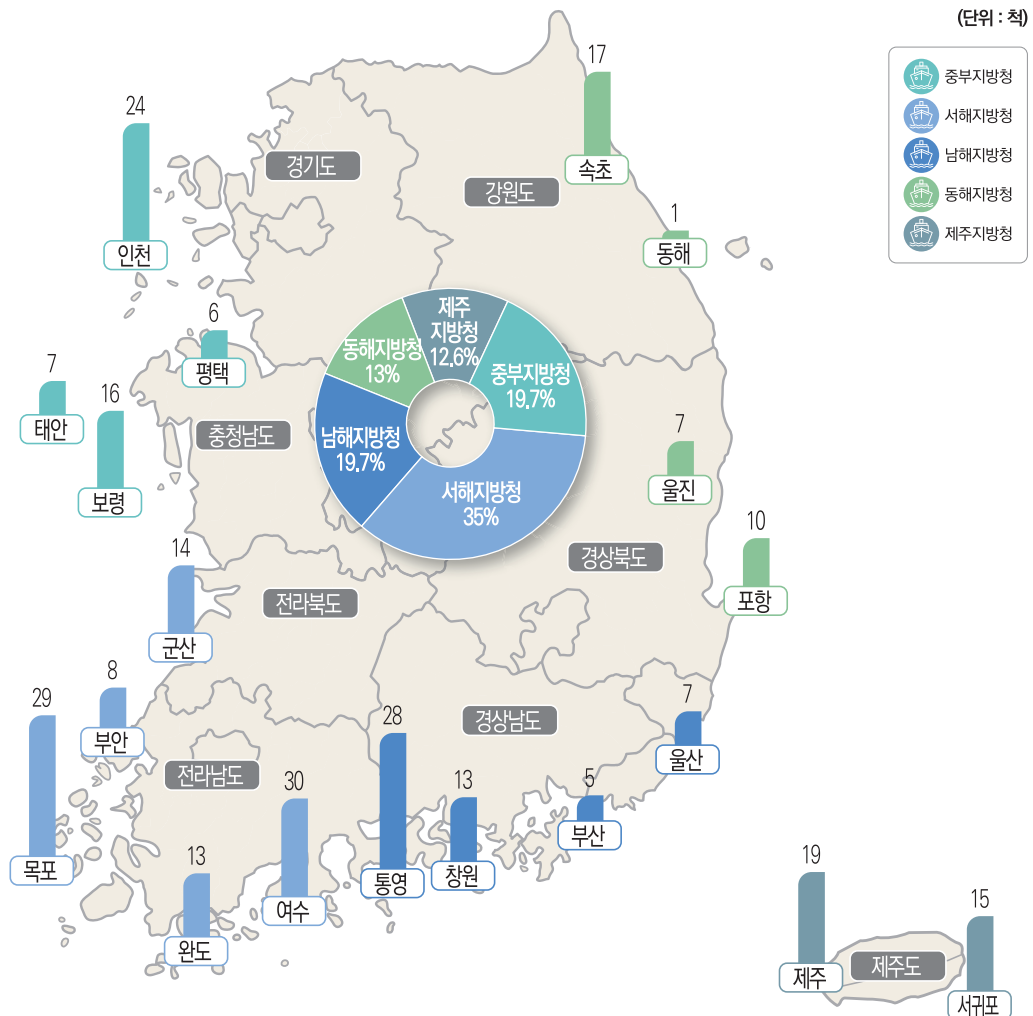 (단위 : 척)
중부지방청
서해지방청
남해지방청
동해지방청
제주지방청
17
속초
24
인천
경기도
강원도
1
동해
6
평택
7
태안
16
보령
충청남도
제주
지방청
12.6%
동해지방청
13%
중부지방청
19.7%
남해지방청
19.7%
서해지방청
35%
7
울진
10
포항
경상북도
14
군산
전라북도
8
부안
29
목포
전라남도
28
통영
경상남도
7
울산
30
여수
13
창원
5
부산
13
완도
19
제주
제주도
15
서귀포